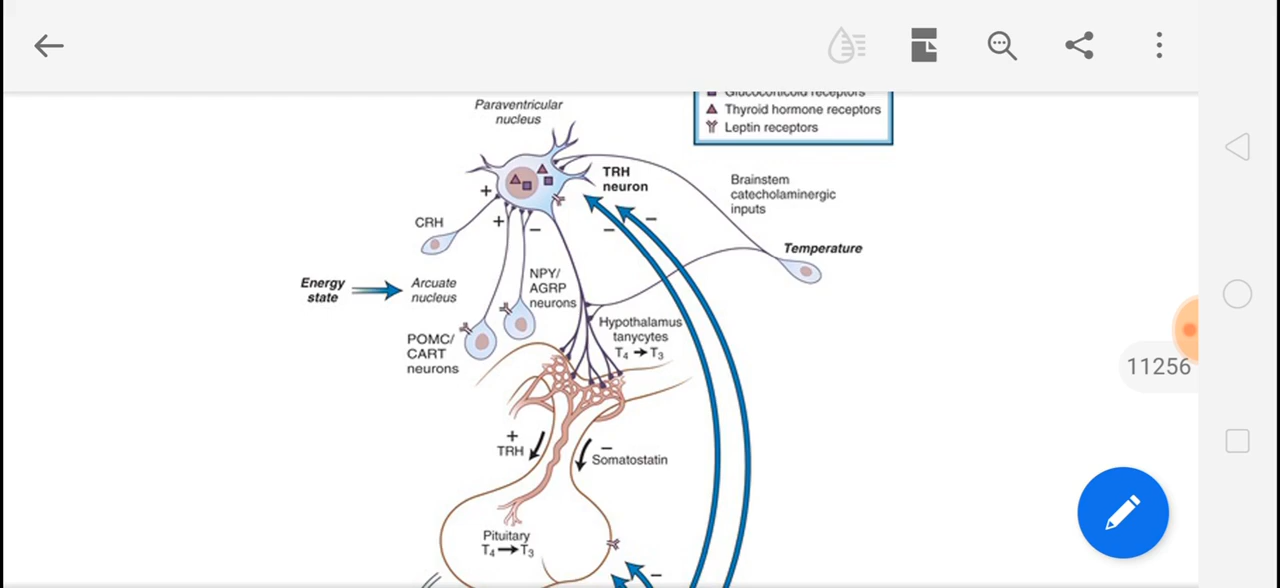 Glucocorticoid receptors
Thyroid hormone receptors
Leptin receptors
Paraventricular
nucleus
TRH
neuron
Brainstem
catecholaminergic
inputs
+
CRH
+
−
−
−
Temperature
Energy
state
Arcuate
nucleus
NPY/
AGRP
neurons
POMC/
CART
neurons
Hypothalamus
tanycytes
T4 → T3
+
TRH
−
Somatostatin
Pituitary
T4 → T3
−
11256